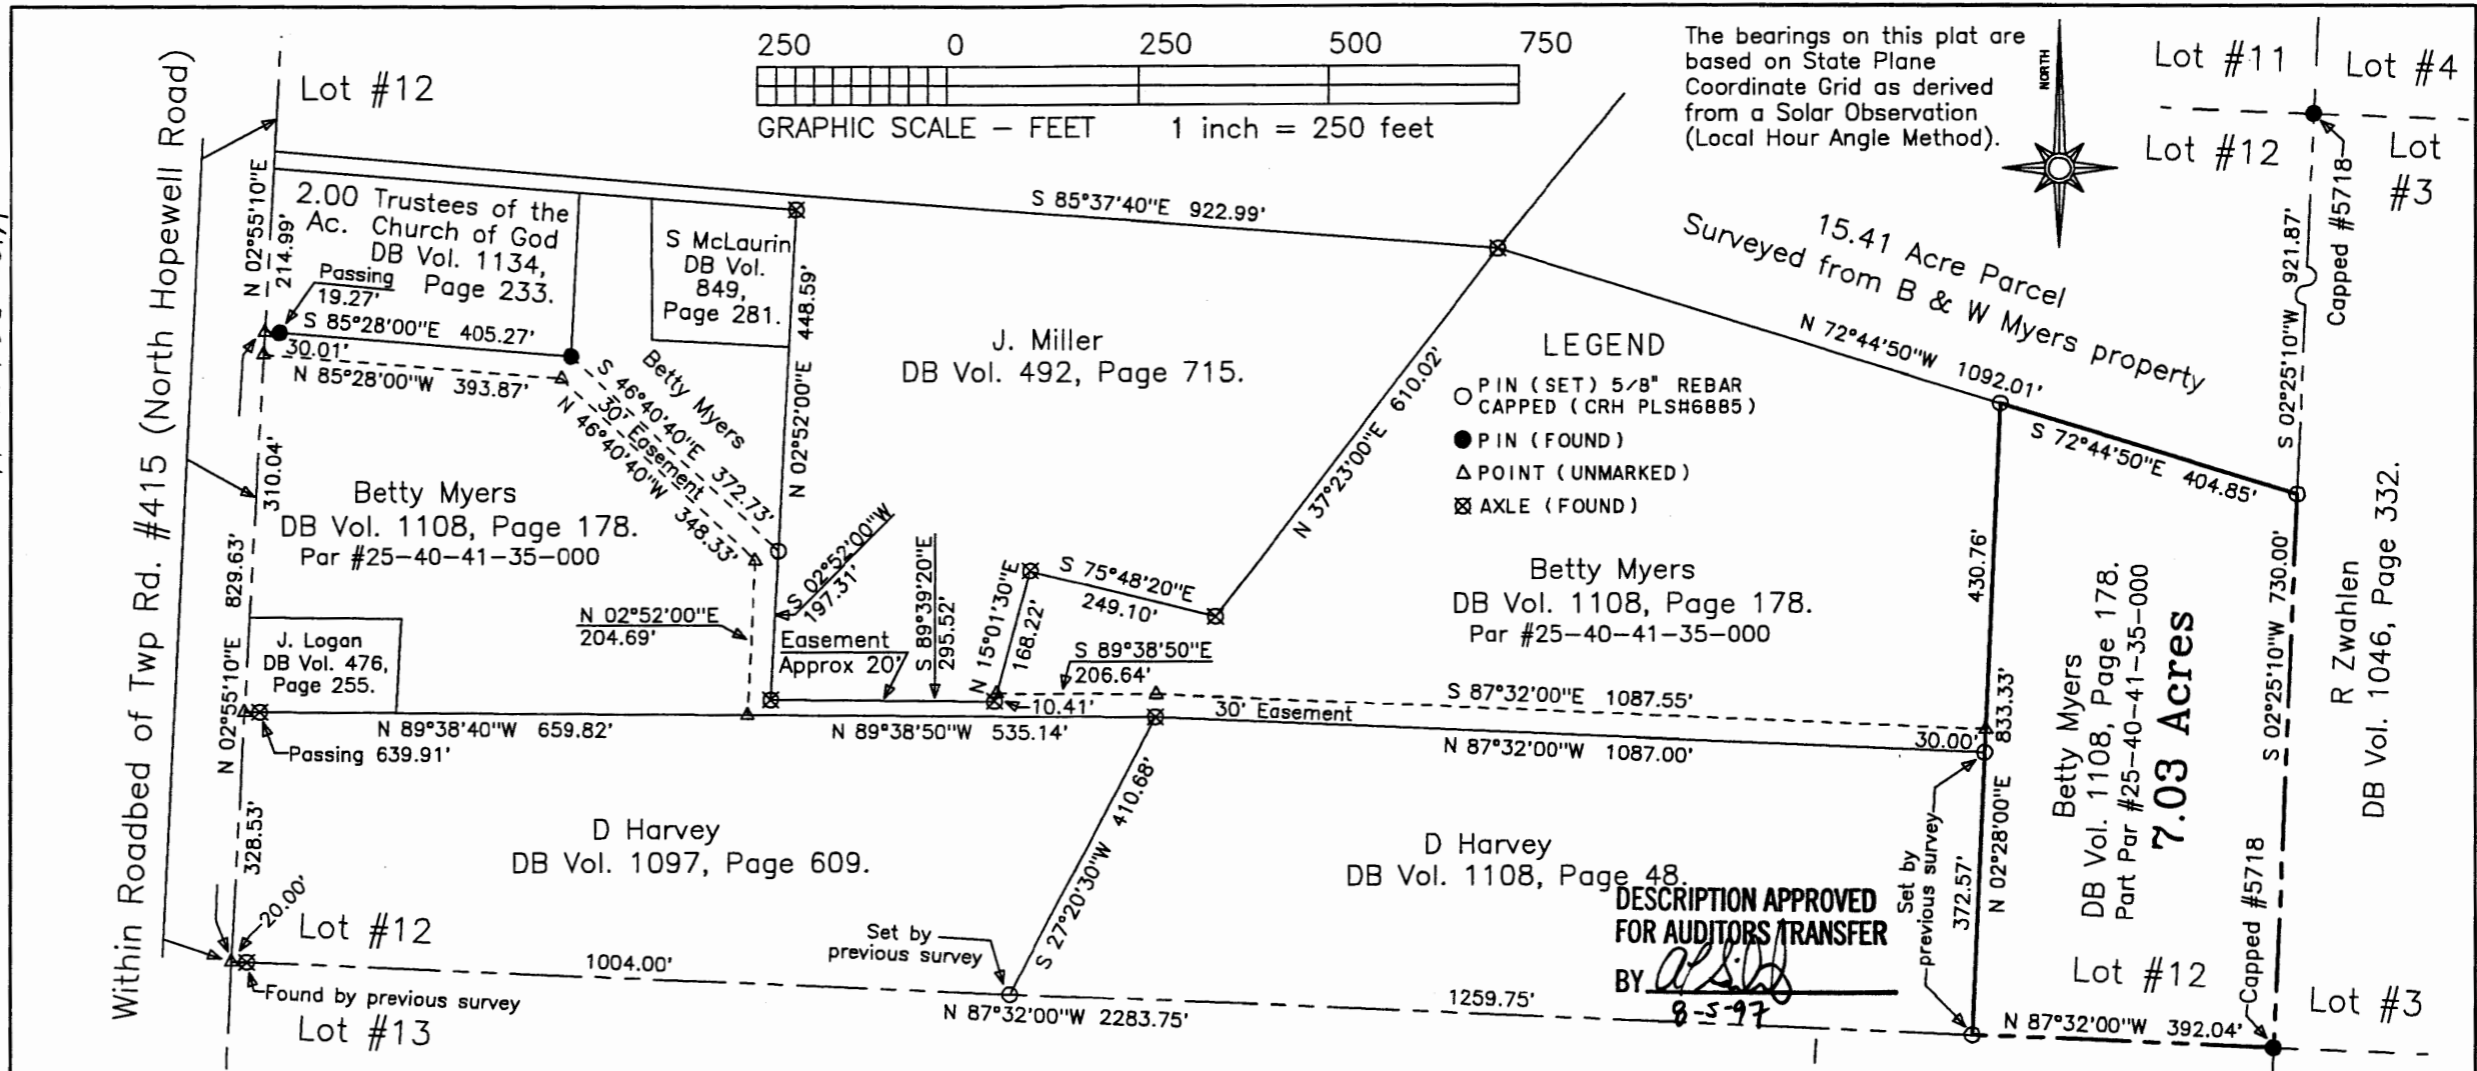 250 0 250 500 750
GRAPHIC SCALE – FEET 1 inch = 250 feet
The bearings on this plat are
based on State Plane
Coordinate Grid as derived
from a Solar Observation
(Local Hour Angle Method).
NORTH
Lot #11
Lot #4
Lot #12
Lot
#3
Capped #5718
S 02°25'10"W 921.87'
Lot #12
Within Roadbed of Twp Rd. #415 (North Hopewell Road)
N 02°55'10"E
214.99'
2.00 Trustees of the
Ac. Church of God
DB Vol. 1134,
Page 233.
Passing
19.27'
S 85°28'00"E 405.27'
30.01'
N 85°28'00"W 393.87'
S McLaurin
DB Vol.
849,
Page 281.
N 02°52'00"E 448.59'
S 85°37'40"E 922.99'
J. Miller
DB Vol. 492, Page 715.
N 37°23'00"E 610.02'
15.41 Acre Parcel
Surveyed from B & W Myers property
N 72°44'50"W 1092.01'
S 72°44'50"E 404.85'
LEGEND
PIN (SET) 5/8" REBAR
CAPPED (CRH PLS#6885)
PIN (FOUND)
POINT (UNMARKED)
AXLE (FOUND)
Betty Myers
S 46°40'40"E 372.73'
30' Easement
N 46°40'40"W 348.33'
310.04'
Betty Myers
DB Vol. 1108, Page 178.
Par #25-40-41-35-000
N 02°55'10"E 829.63'
J. Logan
DB Vol. 476,
Page 255.
N 02°52'00"E
204.69'
S 02°52'00"W
197.31'
Easement
Approx 20'
S 89°39'20"E
295.52'
N 15°01'30"E
168.22'
S 75°48'20"E
249.10'
S 89°38'50"E
206.64'
10.41'
Betty Myers
DB Vol. 1108, Page 178.
Par #25-40-41-35-000
430.76'
833.33'
N 02°28'00"E
372.57'
Betty Myers
DB Vol. 1108, Page 178.
Part Par #25-40-41-35-000
7.03 Acres
S 02°25'10"W 730.00'
R Zwahlen
DB Vol. 1046, Page 332.
S 87°32'00"E 1087.55'
30' Easement
N 87°32'00"W 1087.00'
30.00'
N 89°38'40"W 659.82'
N 89°38'50"W 535.14'
Passing 639.91'
328.53'
20.00'
D Harvey
DB Vol. 1097, Page 609.
S 27°20'30"W 410.68'
D Harvey
DB Vol. 1108, Page 48.
DESCRIPTION APPROVED
FOR AUDITORS TRANSFER
BY
8-5-97
Set by
previous survey
Set by
previous survey
Lot #12
1004.00'
Found by previous survey
Lot #13
N 87°32'00"W 2283.75'
1259.75'
Lot #12
Capped #5718
Lot #3
N 87°32'00"W 392.04'